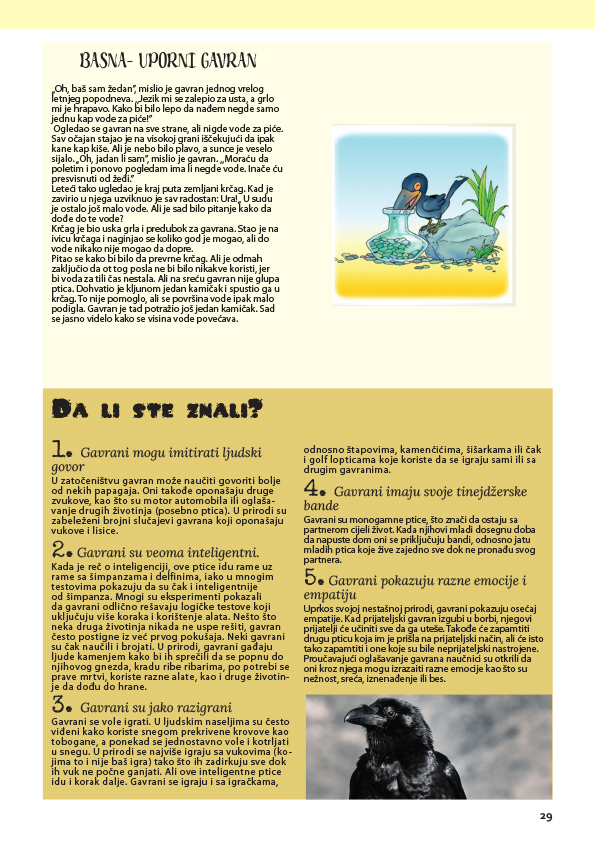 BASNA- UPORNI GAVRAN
„Oh, baš sam žedan”, mislio je gavran jednog vrelog
letnjeg popodneva. „Jezik mi se zalepio za usta, a grlo
mi je hrapavo. Kako bi bilo lepo da nađem negde samo
jednu kap vode za piće!”
Ogledao se gavran na sve strane, ali nigde vode za piće.
Sav očajan stajao je na visokoj grani iščekujući da ipak
kane kap kiše. Ali je nebo bilo plavo, a sunce je veselo
sijalo. „Oh, jadan li sam”, mislio je gavran. „Moraću da
poletim i ponovo pogledam ima li negde vode. Inače ću
presvisnuti od žeđi.”
Leteći tako ugledao je kraj puta zemljani krčag. Kad je
zavirio u njega uzviknuo je sav radostan: Ura!„ U sudu
je ostalo još malo vode. Ali je sad bilo pitanje kako da
dođe do te vode?
Krčag je bio uska grla i predubok za gavrana. Stao je na
ivicu krčaga i naginjao se koliko god je mogao, ali do
vode nikako nije mogao da dopre.
Pitao se kako bi bilo da prevrne krčag. Ali je odmah
zaključio da ot tog posla ne bi bilo nikakve koristi, jer
bi voda za tili čas nestala. Ali na sreću gavran nije glupa
ptica. Dohvatio je kljunom jedan kamičak i spustio ga u
krčag. To nije pomoglo, ali se površina vode ipak malo
podigla. Gavran je tad potražio još jedan kamičak. Sad
se jasno videlo kako se visina vode povećava.
Da li ste znali?
1. Gavrani mogu imitirati ljudski
govor
U zatočeništvu gavran može naučiti govoriti bolje
od nekih papagaja. Oni takođe oponašaju druge
zvukove, kao što su motor automobila ili oglaša-
vanje drugih životinja (posebno ptica). U prirodi su
zabeleženi brojni slučajevi gavrana koji oponašaju
vukove i lisice.
2. Gavrani su veoma inteligentni.
Kada je reč o inteligenciji, ove ptice idu rame uz
rame sa šimpanzama i delfinima, iako u mnogim
testovima pokazuju da su čak i inteligentnije
od šimpanza. Mnogi su eksperimenti pokazali
da gavrani odlično rešavaju logičke testove koji
uključuju više koraka i korištenje alata. Nešto što
neka druga životinja nikada ne uspe rešiti, gavran
često postigne iz već prvog pokušaja. Neki gavrani
su čak naučili i brojati. U prirodi, gavrani gađaju
ljude kamenjem kako bi ih sprečili da se popnu do
njihovog gnezda, kradu ribe ribarima, po potrebi se
prave mrtvi, koriste razne alate, kao i druge životin-
je da dođu do hrane.
3. Gavrani su jako razigrani
Gavrani se vole igrati. U ljudskim naseljima su često
viđeni kako koriste snegom prekrivene krovove kao
tobogane, a ponekad se jednostavno vole i kotrljati
u snegu. U prirodi se najviše igraju sa vukovima (ko-
jima to i nije baš igra) tako što ih zadirkuju sve dok
ih vuk ne počne ganjati. Ali ove inteligentne ptice
idu i korak dalje. Gavrani se igraju i sa igračkama,
odnosno štapovima, kamenčićima, šišarkama ili čak
i golf lopticama koje koriste da se igraju sami ili sa
drugim gavranima.
4. Gavrani imaju svoje tinejdžerske
bande
Gavrani su monogamne ptice, što znači da ostaju sa
partnerom cijeli život. Kada njihovi mladi dosegnu doba
da napuste dom oni se priključuju bandi, odnosno jatu
mladih ptica koje žive zajedno sve dok ne pronađu svog
partnera.
5. Gavrani pokazuju razne emocije i
empatiju
Uprkos svojoj nestašnoj prirodi, gavrani pokazuju osećaj
empatije. Kad prijateljski gavran izgubi u borbi, njegovi
prijatelji će učiniti sve da ga uteše. Takođe će zapamtiti
drugu pticu koja im je prišla na prijateljski način, ali će isto
tako zapamtiti i one koje su bile neprijateljski nastrojene.
Proučavajući oglašavanje gavrana naučnici su otkrili da
oni kroz njega mogu izrazaiti razne emocije kao što su
nežnost, sreća, iznenađenje ili bes.
29